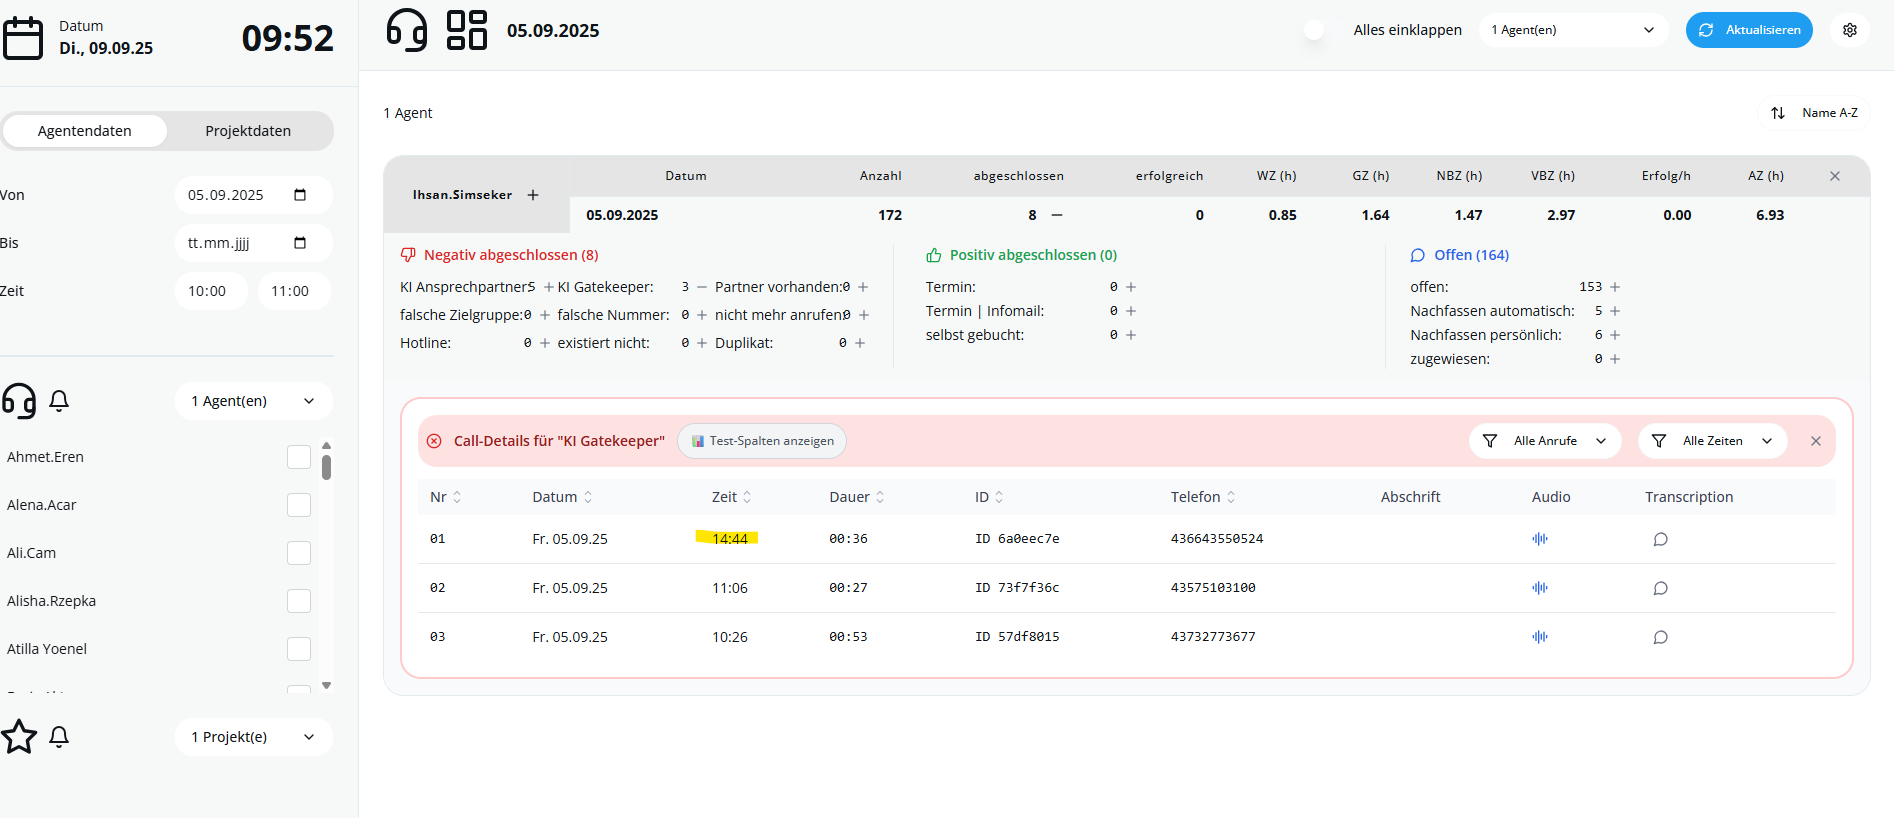 Datum
Di., 09.09.25
09:52
05.09.2025
Alles einklappen
1 Agent(en)
Aktualisieren
Agentendaten
Projektdaten
Von
05.09.2025
Bis
tt.mm.jjjj
Zeit
10:00
11:00
1 Agent(en)
Ahmet.Eren
Alena.Acar
Ali.Cam
Alisha.Rzepka
Atilla Yoenel
1 Projekt(e)
1 Agent
Name A-Z
Ihsan.Simseker +
Datum Anzahl abgeschlossen erfolgreich WZ (h) GZ (h) NBZ (h) VBZ (h) Erfolg/h AZ (h)
05.09.2025 172 8 — 0 0.85 1.64 1.47 2.97 0.00 6.93
Negativ abgeschlossen (8)
KI Ansprechpartner: 5 + KI Gatekeeper: 3 — Partner vorhanden: 0 +
falsche Zielgruppe: 0 + falsche Nummer: 0 + nicht mehr anrufen: 0 +
Hotline: 0 + existiert nicht: 0 + Duplikat: 0 +
Positiv abgeschlossen (0)
Termin: 0 +
Termin | Infomail: 0 +
selbst gebucht: 0 +
Offen (164)
offen: 153 +
Nachfassen automatisch: 5 +
Nachfassen persönlich: 6 +
zugewiesen: 0 +
Call-Details für "KI Gatekeeper"
Test-Spalten anzeigen
Alle Anrufe
Alle Zeiten
Nr Datum Zeit Dauer ID Telefon Abschrift Audio Transcription
01 Fr. 05.09.25 14:44 00:36 ID 6a0eec7e 436643550524
02 Fr. 05.09.25 11:06 00:27 ID 73f7f36c 43575103100
03 Fr. 05.09.25 10:26 00:53 ID 57df8015 43732773677